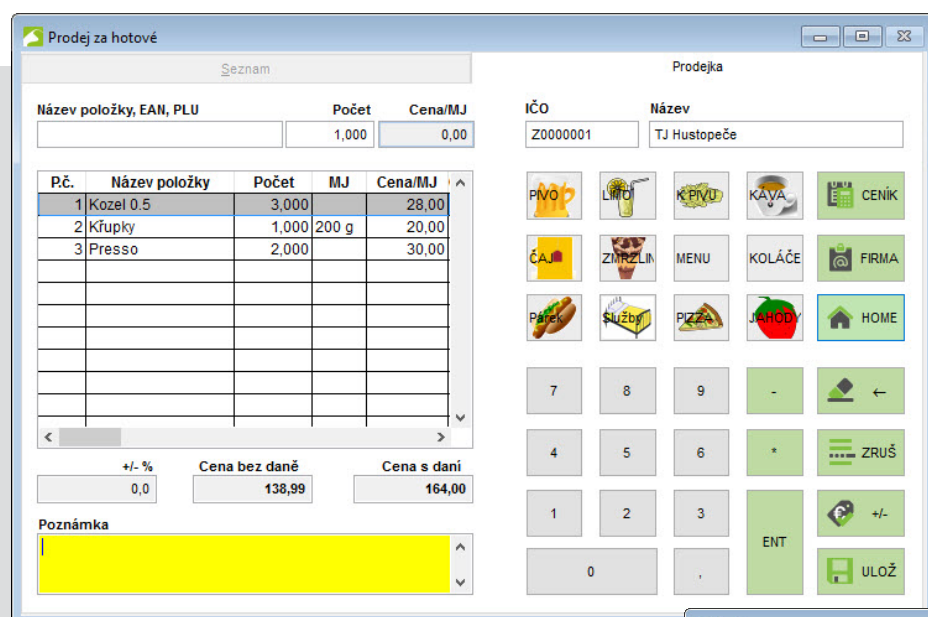 Prodej za hotové
Seznam
Prodejka
Název položky, EAN, PLU Počet Cena/MJ
1,000 0,00
IČO Název
Z0000001 TJ Hustopeče
P.č. Název položky Počet MJ Cena/MJ
1 Kozel 0.5 3,000 28,00
2 Křupky 1,000 200 g 20,00
3 Presso 2,000 30,00
PIVO LIMO K PIVU KÁVA CENÍK
ČAJ ZMRZLIN MENU KOLÁČE FIRMA
Párek Služby PIZZA JAHODY HOME
7 8 9 - ←
4 5 6 * ZRUŠ
1 2 3 ENT +/-
0 , ULOŽ
+/- % Cena bez daně Cena s daní
0,0 138,99 164,00
Poznámka